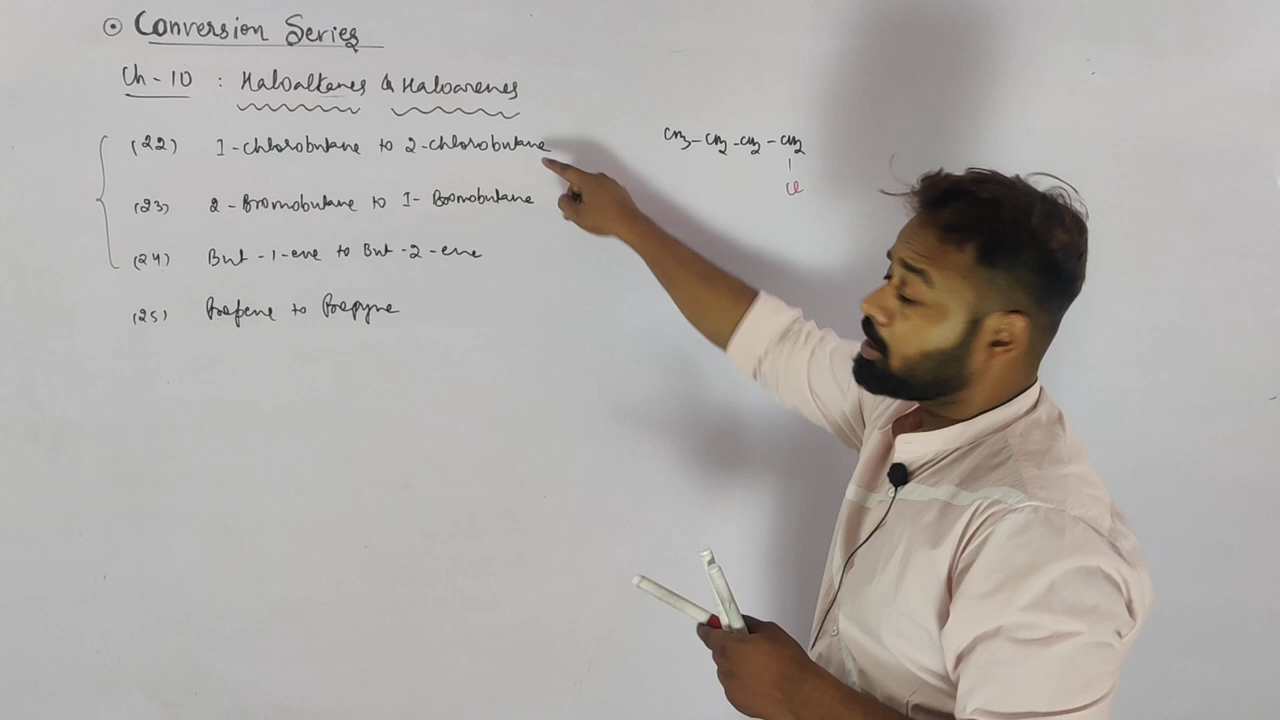 ⊙ Conversion Series
Ch-10 : Haloalkanes & Haloarenes
(22) 1-chlorobutane to 2-chlorobutane
(23) 2-Bromobutane to 1-Bromobutane
(24) But-1-ene to But-2-ene
(25) Propene to Propyne
CH3-CH2-CH2-CH2
Cl